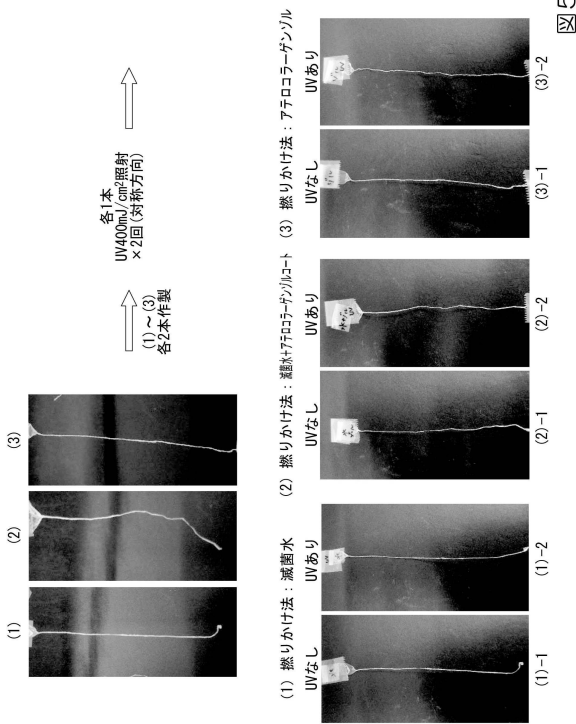 (1)
(2)
(3)
(1)～(3)
各2本作製
各1本
UV400mJ/cm²照射
×2回(対称方向)
(1) 撚りかけ法：滅菌水
UVなし
UVあり
(1)-1
(1)-2
(2) 撚りかけ法：滅菌水+アテロコラーゲンゾルコート
UVなし
UVあり
(2)-1
(2)-2
(3) 撚りかけ法：アテロコラーゲンゾル
UVなし
UVあり
(3)-1
(3)-2
図5